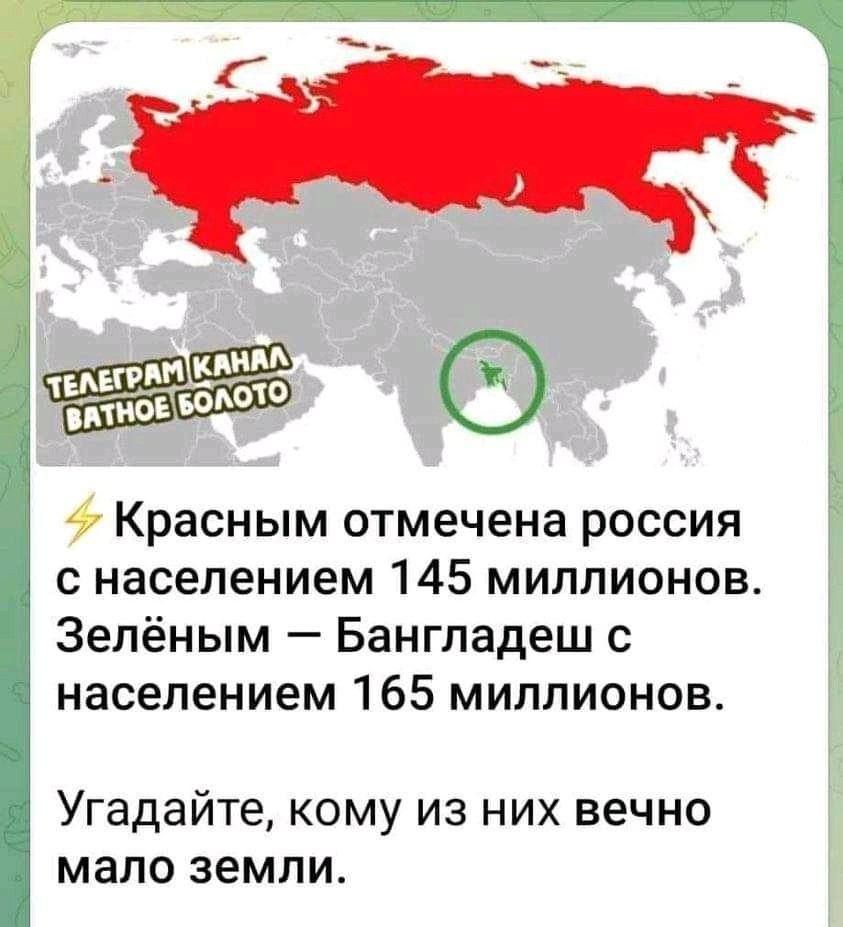 ТЕЛЕГРАМ КАНАЛ
ВАТНОЕ БОЛОТО
⚡Красным отмечена россия
с населением 145 миллионов.
Зелёным — Бангладеш с
населением 165 миллионов.
Угадайте, кому из них вечно
мало земли.